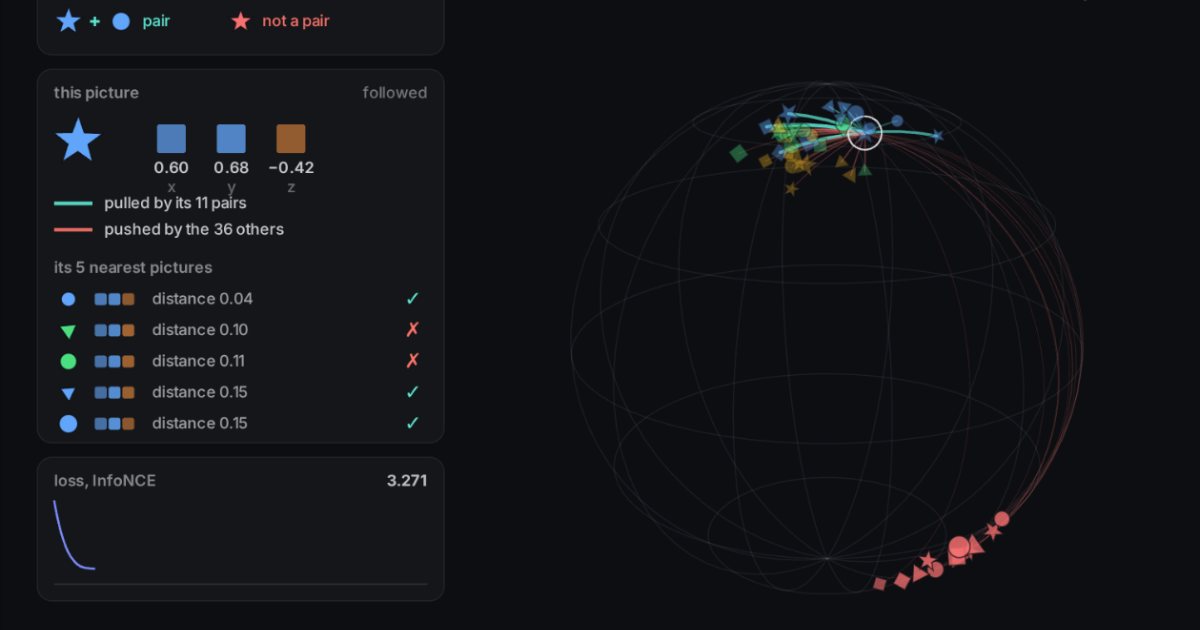 + pair not a pair
this picture followed
0.60 0.68 −0.42
x y z
pulled by its 11 pairs
pushed by the 36 others
its 5 nearest pictures
distance 0.04 ✓
distance 0.10 ✗
distance 0.11 ✗
distance 0.15 ✓
distance 0.15 ✓
loss, InfoNCE 3.271